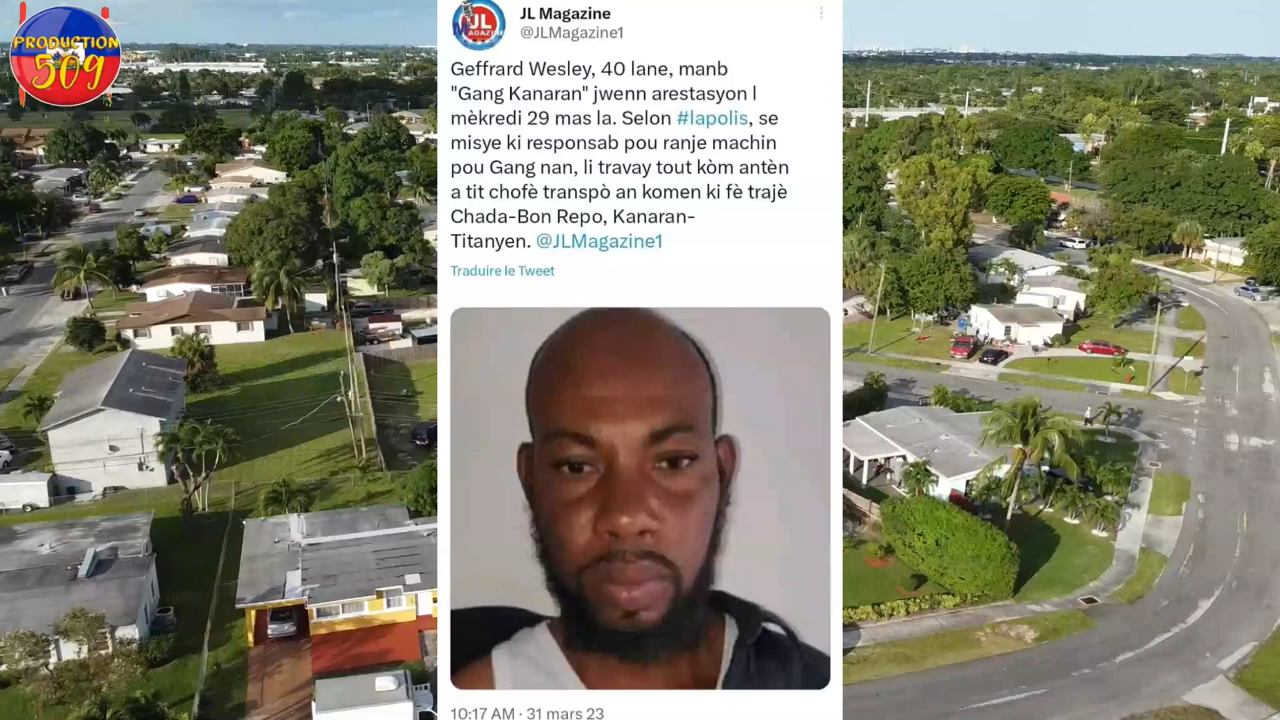 PRODUCTION
509
JL
MAGAZINE
JL Magazine
@JLMagazine1
Geffrard Wesley, 40 lane, manb
"Gang Kanaran" jwenn arestasyon l
mèkredi 29 mas la. Selon #lapolis, se
misye ki responsab pou ranje machin
pou Gang nan, li travay tout kòm antèn
a tit chofè transpò an komen ki fè trajè
Chada-Bon Repo, Kanaran-
Titanyen. @JLMagazine1
Traduire le Tweet
10:17 AM · 31 mars 23